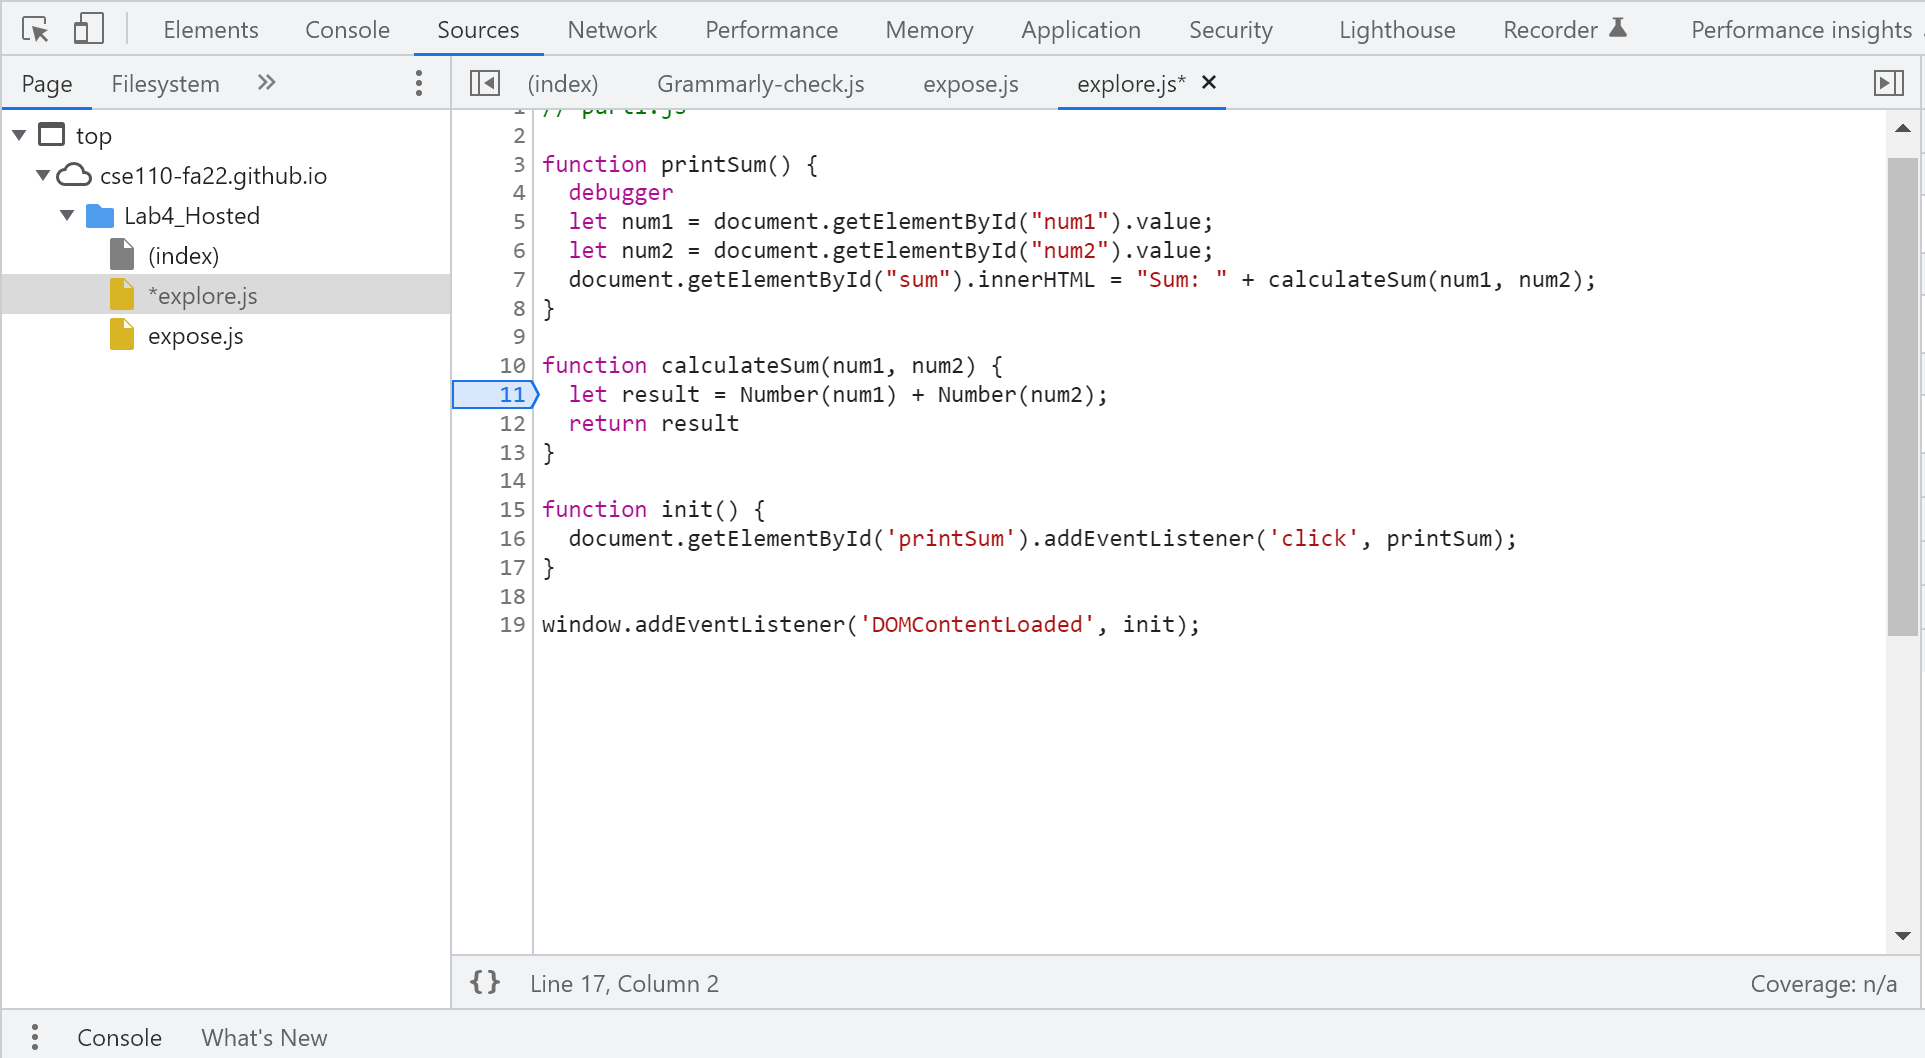 Elements Console Sources Network Performance Memory Application Security Lighthouse Recorder Performance insights
Page Filesystem
(index) Grammarly-check.js expose.js explore.js*
top
cse110-fa22.github.io
Lab4_Hosted
(index)
*explore.js
expose.js
1 // part1.js
2
3 function printSum() {
4   debugger
5   let num1 = document.getElementById("num1").value;
6   let num2 = document.getElementById("num2").value;
7   document.getElementById("sum").innerHTML = "Sum: " + calculateSum(num1, num2);
8 }
9
10 function calculateSum(num1, num2) {
11   let result = Number(num1) + Number(num2);
12   return result
13 }
14
15 function init() {
16   document.getElementById('printSum').addEventListener('click', printSum);
17 }
18
19 window.addEventListener('DOMContentLoaded', init);
{} Line 17, Column 2 Coverage: n/a
Console What's New